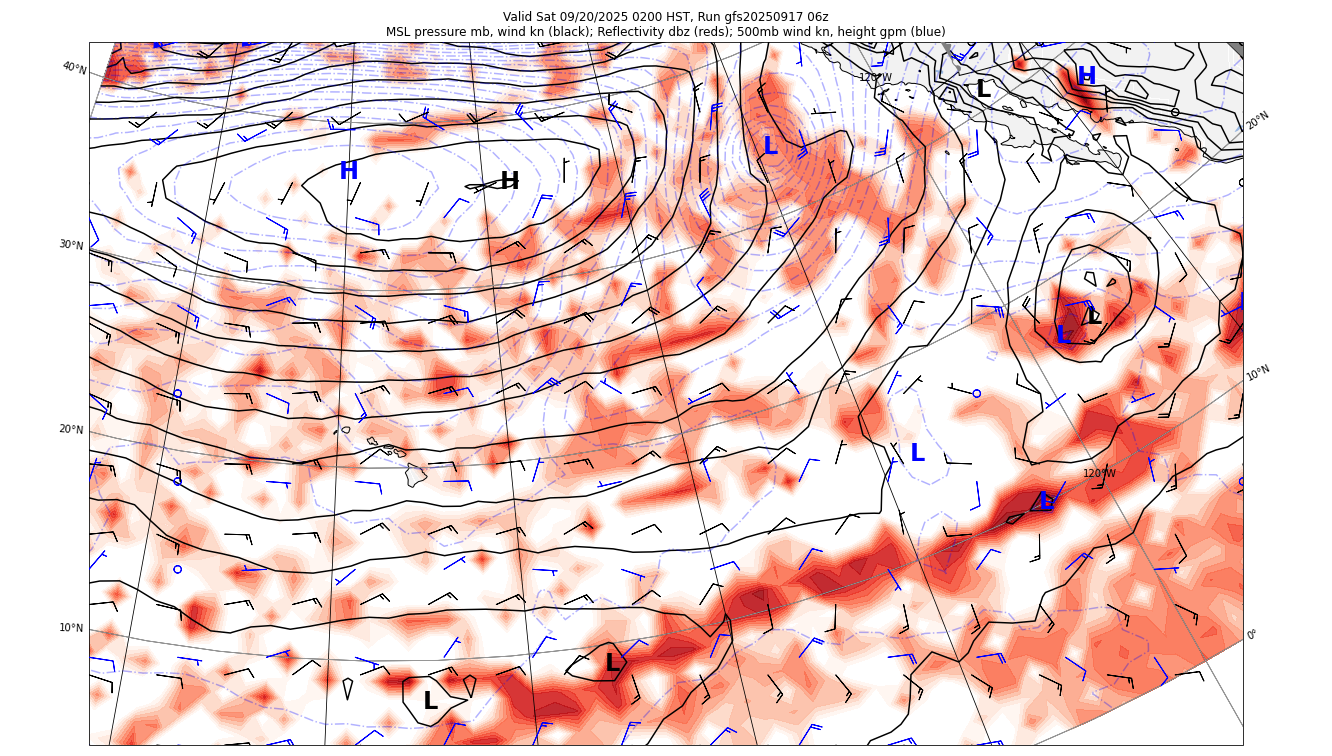 Valid Sat 09/20/2025 0200 HST, Run gfs20250917 06z
MSL pressure mb, wind kn (black); Reflectivity dbz (reds); 500mb wind kn, height gpm (blue)
40°N
120°W
L
H
20°N
L
H
H
30°N
L
L
10°N
20°N
L
120°W
L
10°N
0°
L
L